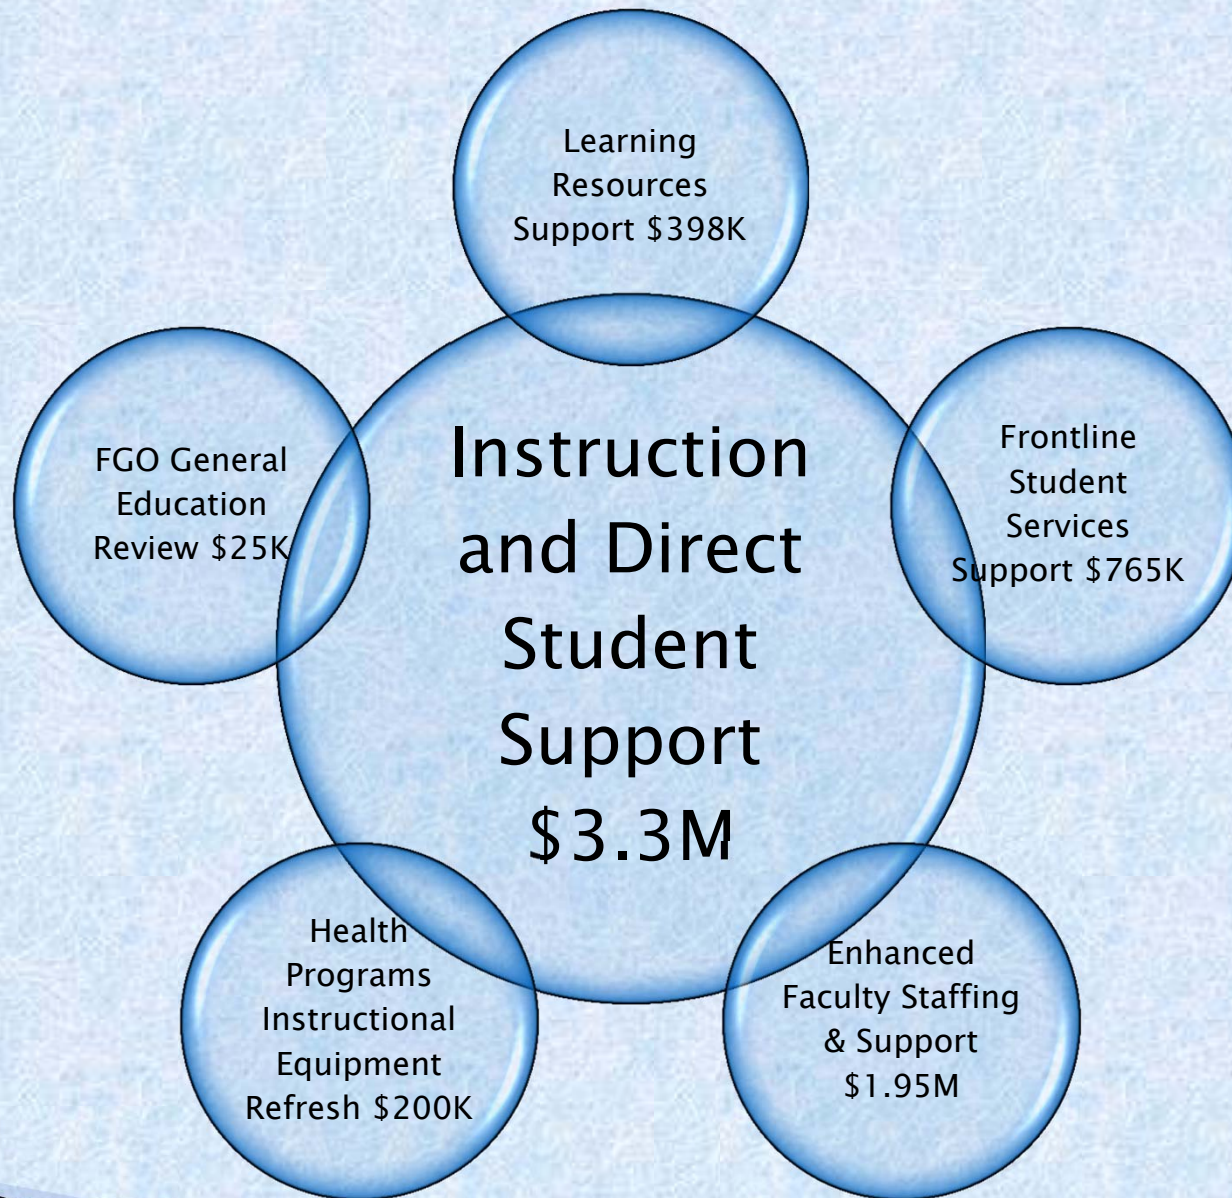 Learning
Resources
Support $398K
FGO General
Education
Review $25K
Instruction
and Direct
Student
Support
$3.3M
Frontline
Student
Services
Support $765K
Health
Programs
Instructional
Equipment
Refresh $200K
Enhanced
Faculty Staffing
& Support
$1.95M